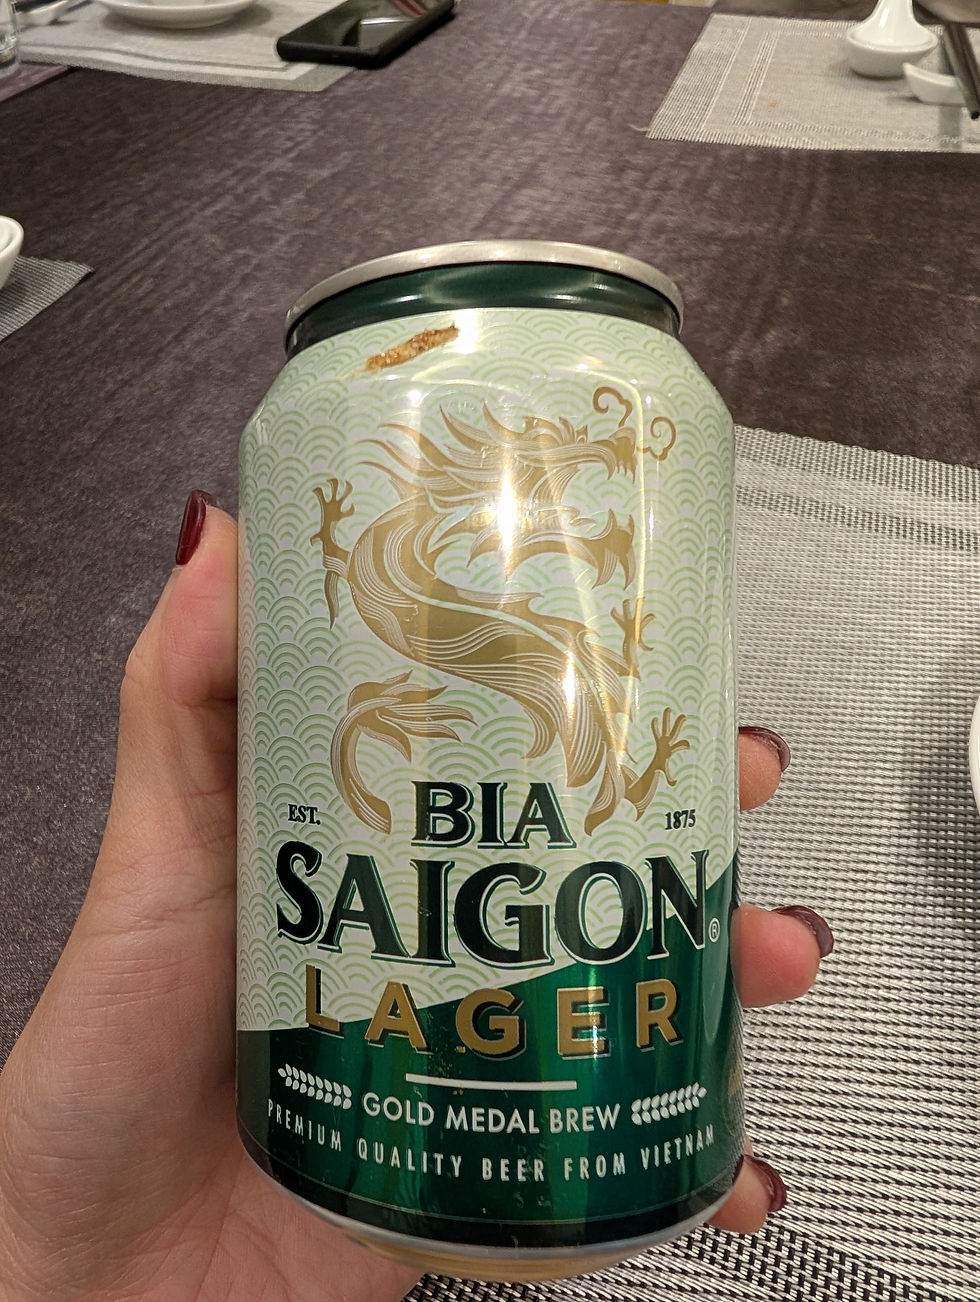 BIA
EST. 1875
SAIGON®
LAGER
GOLD MEDAL BREW
PREMIUM QUALITY BEER FROM VIETNAM